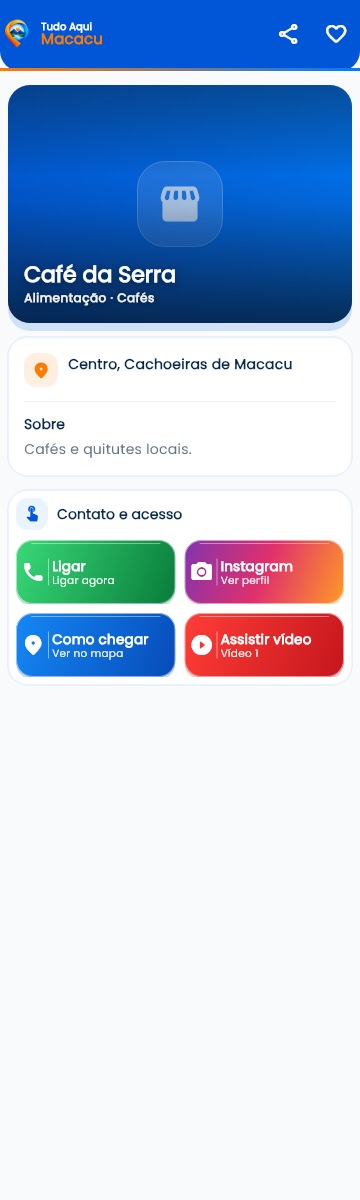 Tudo Aqui
Macacu
Café da Serra
Alimentação · Cafés
Centro, Cachoeiras de Macacu
Sobre
Cafés e quitutes locais.
Contato e acesso
Ligar
Ligar agora
Instagram
Ver perfil
Como chegar
Ver no mapa
Assistir vídeo
Vídeo 1